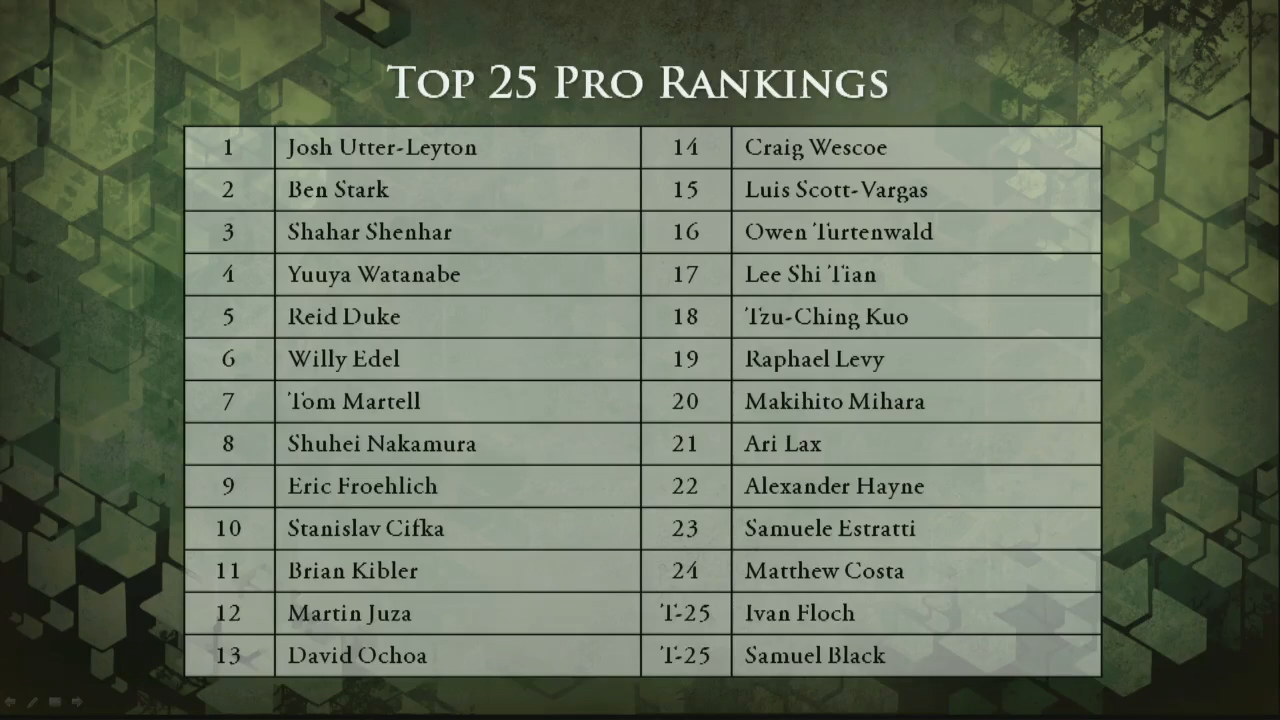 Top 25 Pro Rankings
1 Josh Utter-Leyton 14 Craig Wescoe
2 Ben Stark 15 Luis Scott-Vargas
3 Shahar Shenhar 16 Owen Turtenwald
4 Yuuya Watanabe 17 Lee Shi Tian
5 Reid Duke 18 Tzu-Ching Kuo
6 Willy Edel 19 Raphael Levy
7 Tom Martell 20 Makihito Mihara
8 Shuhei Nakamura 21 Ari Lax
9 Eric Froehlich 22 Alexander Hayne
10 Stanislav Cifka 23 Samuele Estratti
11 Brian Kibler 24 Matthew Costa
12 Martin Juza T-25 Ivan Floch
13 David Ochoa T-25 Samuel Black